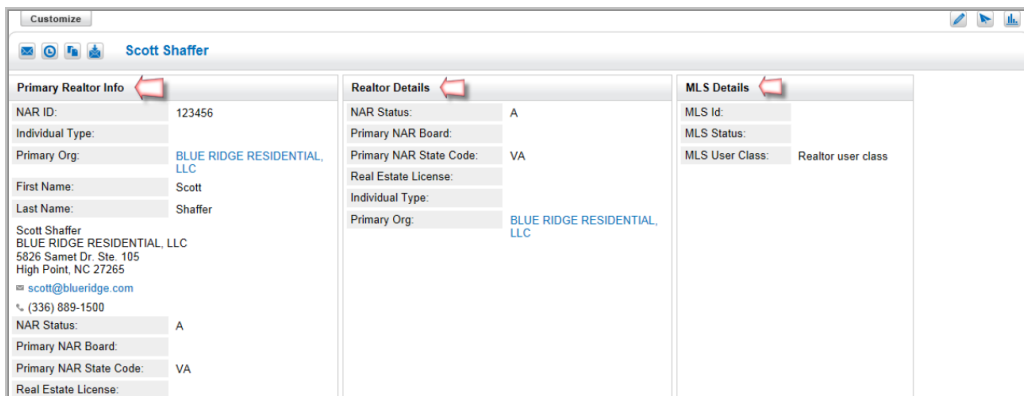 Customize
Scott Shaffer
Primary Realtor Info
NAR ID: 123456
Individual Type:
Primary Org: BLUE RIDGE RESIDENTIAL,
LLC
First Name: Scott
Last Name: Shaffer
Scott Shaffer
BLUE RIDGE RESIDENTIAL, LLC
5826 Samet Dr. Ste. 105
High Point, NC 27265
scott@blueridge.com
(336) 889-1500
NAR Status: A
Primary NAR Board:
Primary NAR State Code: VA
Real Estate License:
Realtor Details
NAR Status: A
Primary NAR Board:
Primary NAR State Code: VA
Real Estate License:
Individual Type:
Primary Org: BLUE RIDGE RESIDENTIAL,
LLC
MLS Details
MLS Id:
MLS Status:
MLS User Class: Realtor user class